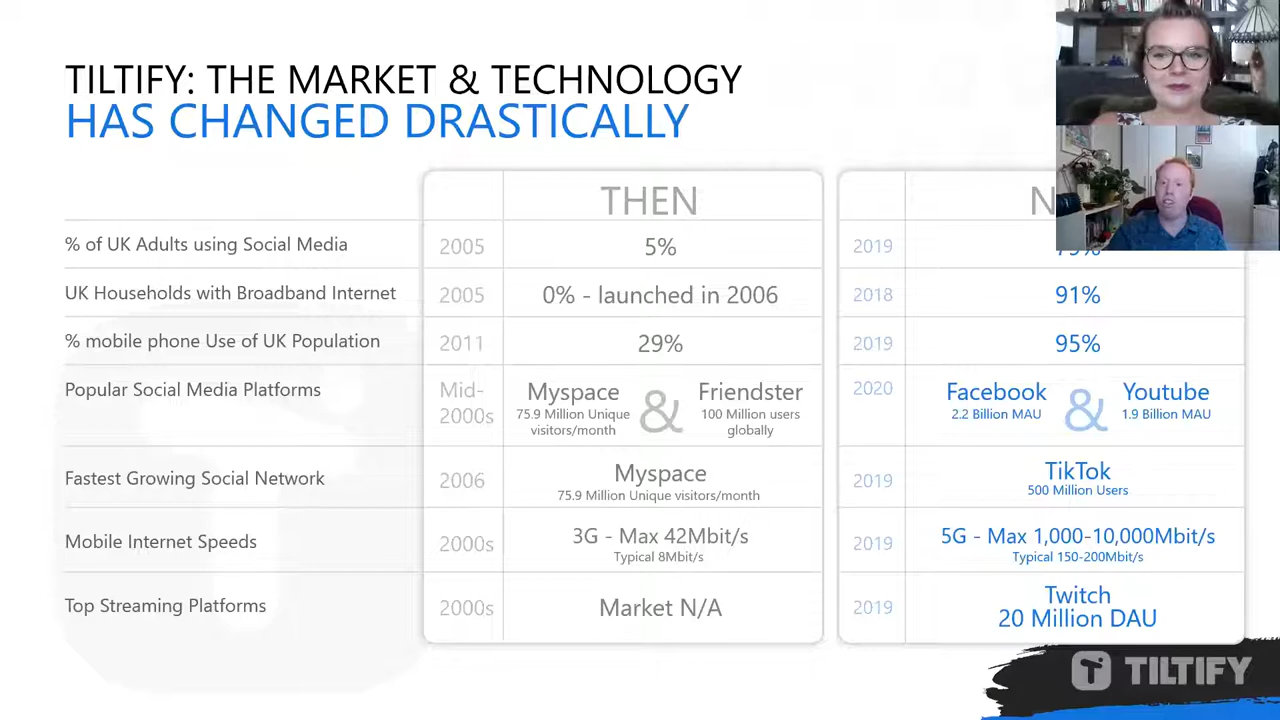 TILTIFY: THE MARKET & TECHNOLOGY
HAS CHANGED DRASTICALLY
THEN
% of UK Adults using Social Media 2005 5% 2019
UK Households with Broadband Internet 2005 0% - launched in 2006 2018 91%
% mobile phone Use of UK Population 2011 29% 2019 95%
Popular Social Media Platforms
Mid-
2000s
Myspace & Friendster
75.9 Million Unique
visitors/month
100 Million users
globally
2020
Facebook & Youtube
2.2 Billion MAU
1.9 Billion MAU
Fastest Growing Social Network 2006
Myspace
75.9 Million Unique visitors/month
2019
TikTok
500 Million Users
Mobile Internet Speeds 2000s
3G - Max 42Mbit/s
Typical 8Mbit/s
2019
5G - Max 1,000-10,000Mbit/s
Typical 150-200Mbit/s
Top Streaming Platforms 2000s Market N/A 2019
Twitch
20 Million DAU
TILTIFY